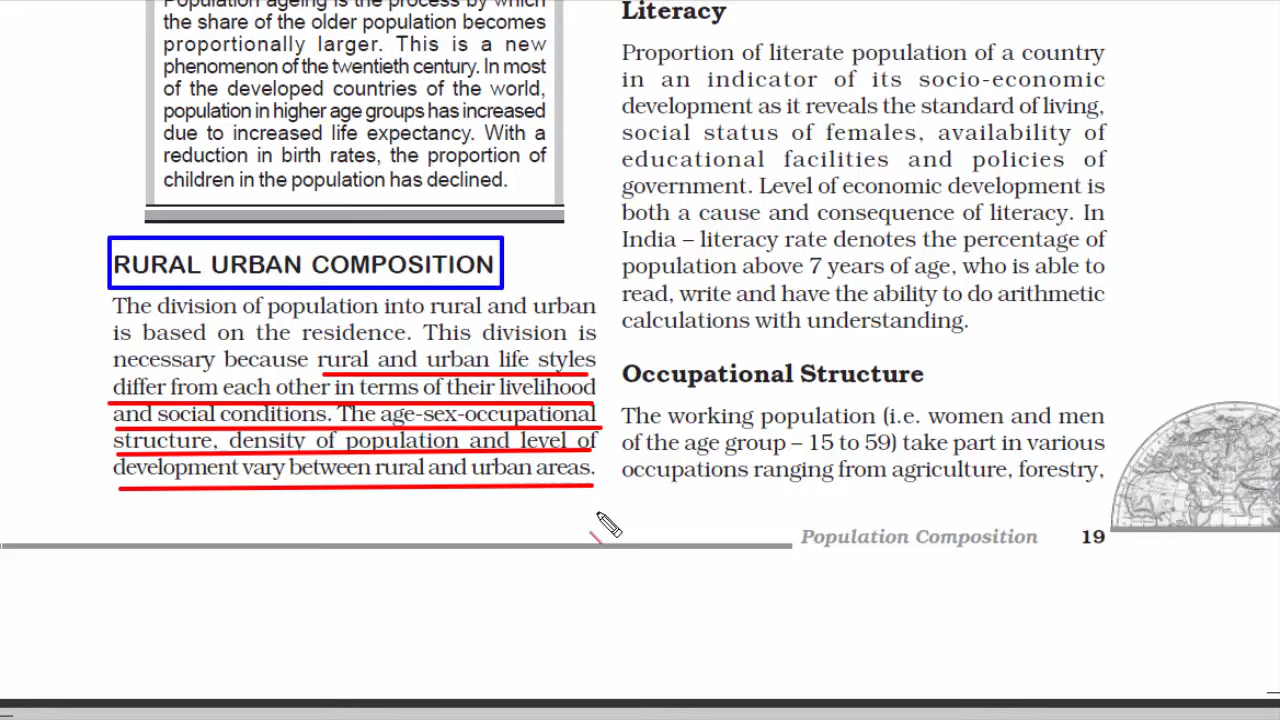 Population ageing is the process by which
the share of the older population becomes
proportionally larger. This is a new
phenomenon of the twentieth century. In most
of the developed countries of the world,
population in higher age groups has increased
due to increased life expectancy. With a
reduction in birth rates, the proportion of
children in the population has declined.
RURAL URBAN COMPOSITION
The division of population into rural and urban
is based on the residence. This division is
necessary because rural and urban life styles
differ from each other in terms of their livelihood
and social conditions. The age-sex-occupational
structure, density of population and level of
development vary between rural and urban areas.
Literacy
Proportion of literate population of a country
in an indicator of its socio-economic
development as it reveals the standard of living,
social status of females, availability of
educational facilities and policies of
government. Level of economic development is
both a cause and consequence of literacy. In
India – literacy rate denotes the percentage of
population above 7 years of age, who is able to
read, write and have the ability to do arithmetic
calculations with understanding.
Occupational Structure
The working population (i.e. women and men
of the age group – 15 to 59) take part in various
occupations ranging from agriculture, forestry,
Population Composition 19